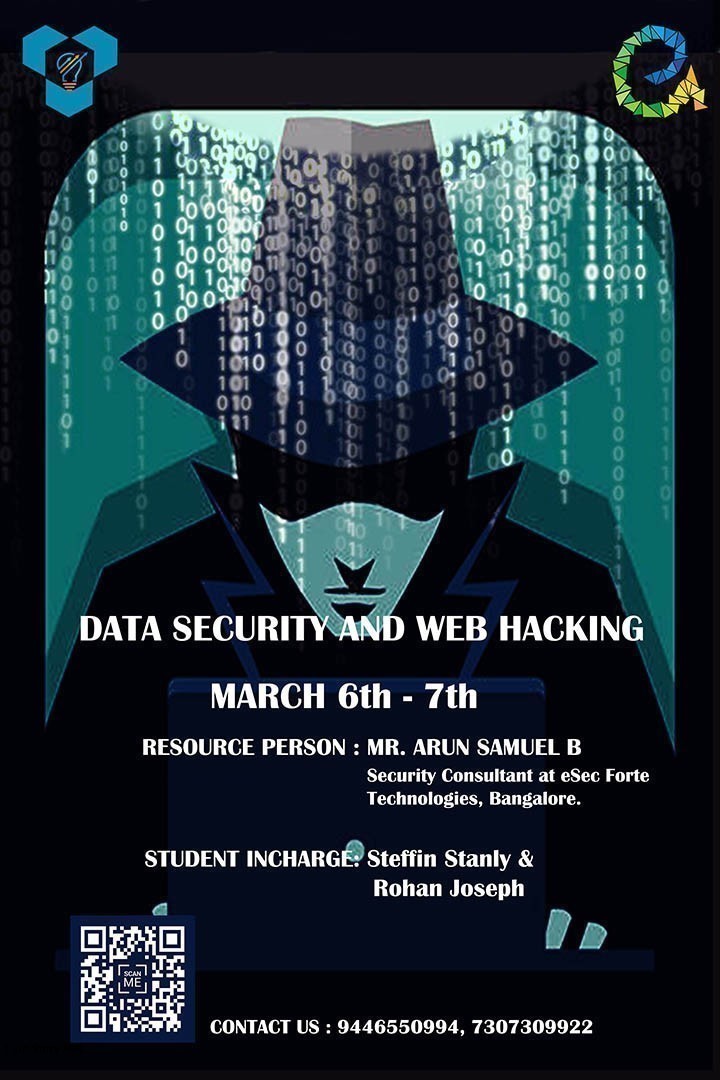 DATA SECURITY AND WEB HACKING
MARCH 6th - 7th
RESOURCE PERSON : MR. ARUN SAMUEL B
Security Consultant at eSec Forte
Technologies, Bangalore.
STUDENT INCHARGE: Steffin Stanly &
Rohan Joseph
SCAN
ME
CONTACT US : 9446550994, 7307309922